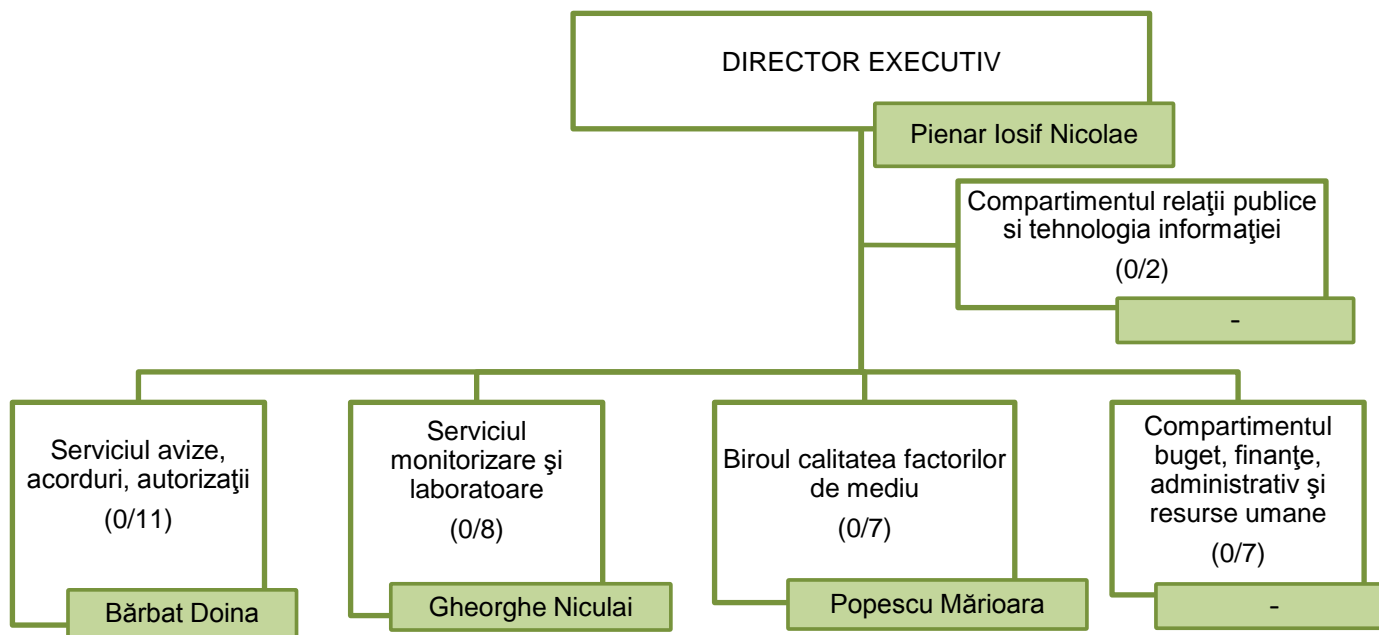 DIRECTOR EXECUTIV
Pienar Iosif Nicolae
Compartimentul relaţii publice
si tehnologia informaţiei
(0/2)
-
Serviciul avize,
acorduri, autorizaţii
(0/11)
Bărbat Doina
Serviciul
monitorizare şi
laboratoare
(0/8)
Gheorghe Niculai
Biroul calitatea factorilor
de mediu
(0/7)
Popescu Mărioara
Compartimentul
buget, finanţe,
administrativ şi
resurse umane
(0/7)
-